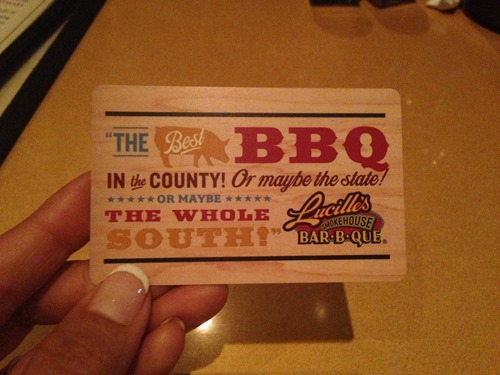 "THE Best BBQ
IN the COUNTY! Or maybe the state!
★★★★★ OR MAYBE ★★★★★
THE WHOLE
SOUTH!"
Lucille's
SMOKEHOUSE
BAR·B·QUE®